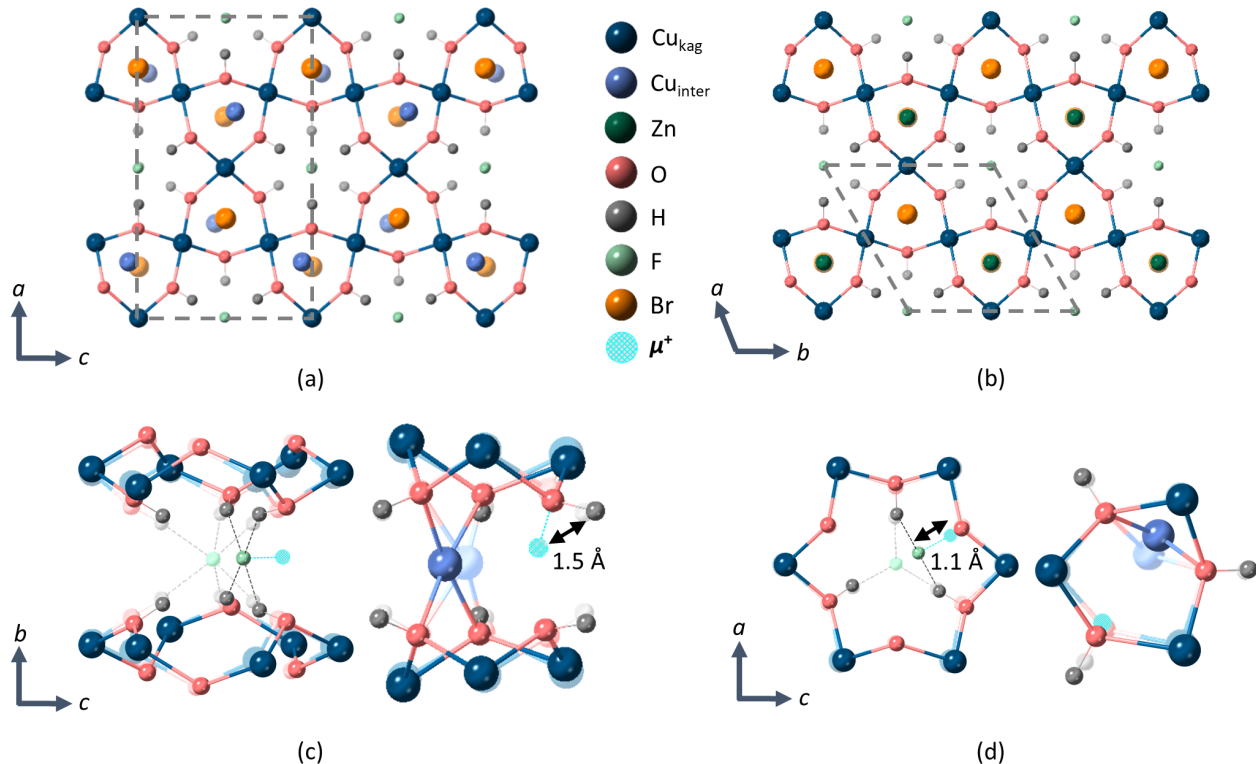 Cu_kag
Cu_inter
Zn
O
H
F
Br
μ⁺
a
c
(a)
a
b
(b)
1.5 Å
b
c
(c)
1.1 Å
a
c
(d)